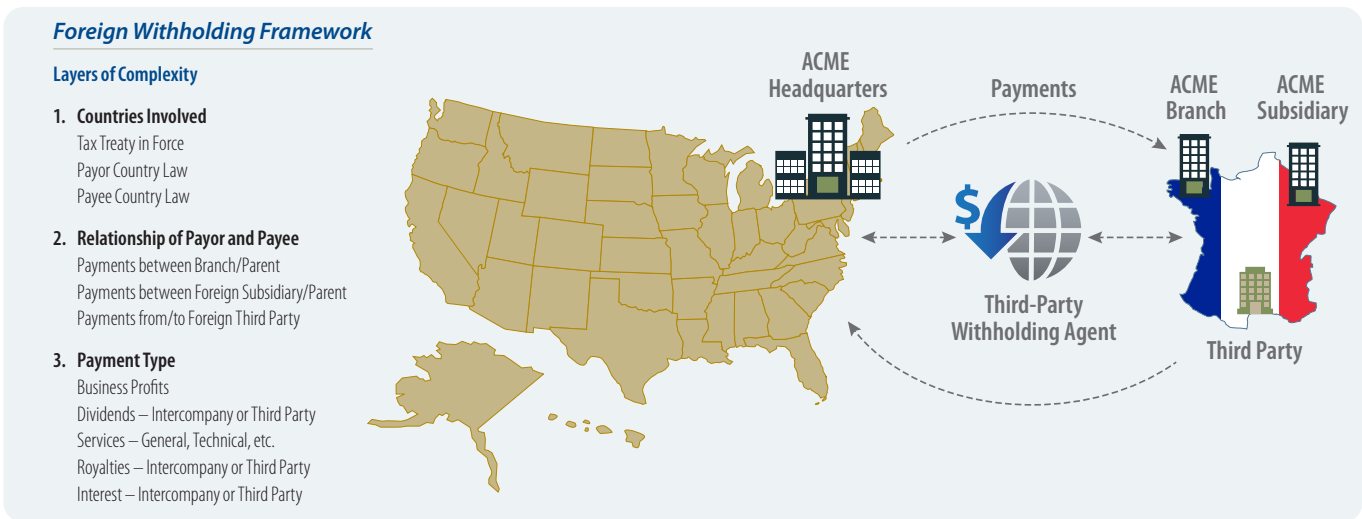 Foreign Withholding Framework
Layers of Complexity
1. Countries Involved
Tax Treaty in Force
Payor Country Law
Payee Country Law
2. Relationship of Payor and Payee
Payments between Branch/Parent
Payments between Foreign Subsidiary/Parent
Payments from/to Foreign Third Party
3. Payment Type
Business Profits
Dividends – Intercompany or Third Party
Services – General, Technical, etc.
Royalties – Intercompany or Third Party
Interest – Intercompany or Third Party
ACME
Headquarters
Payments
ACME
Branch
ACME
Subsidiary
$
Third-Party
Withholding Agent
Third Party